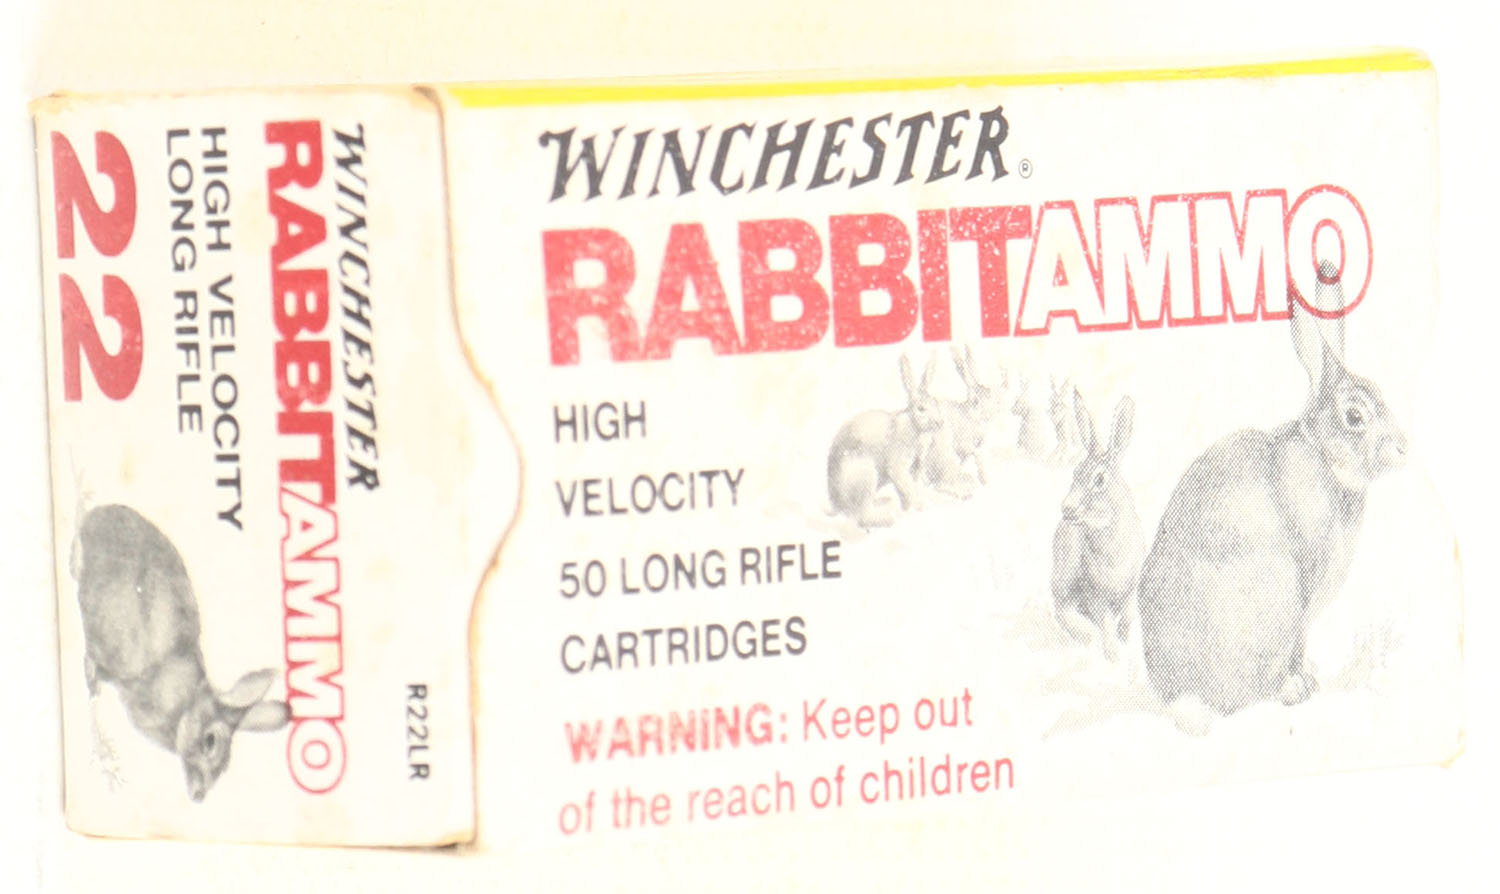 WINCHESTER
RABBITAMMO
HIGH VELOCITY
LONG RIFLE
22
R22LR
WINCHESTER®
RABBITAMMO
HIGH
VELOCITY
50 LONG RIFLE
CARTRIDGES
WARNING: Keep out
of the reach of children